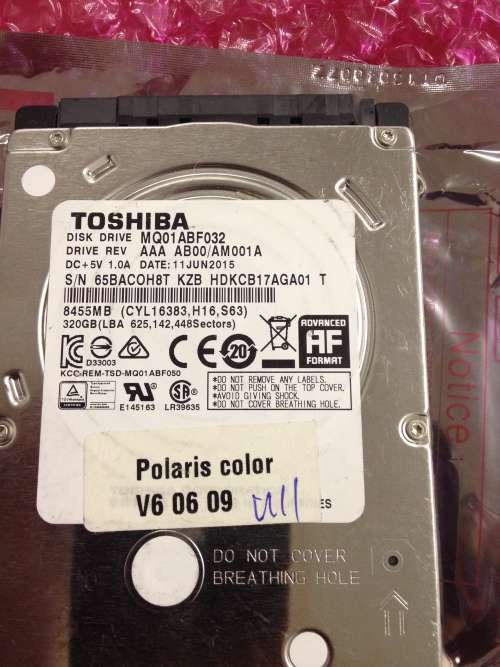 TOSHIBA
DISK DRIVE MQ01ABF032
DRIVE REV AAA AB00/AM001A
DC+5V 1.0A DATE:11JUN2015
S/N 65BACOH8T KZB HDKCB17AGA01 T
8455MB (CYL16383,H16,S63)
320GB(LBA 625,142,448Sectors)
D33003
KCC-REM-TSD-MQ01ABF050
CE 20
ADVANCED
AF
FORMAT
E145163
LR39635
*DO NOT REMOVE ANY LABELS.
*DO NOT PUSH ON THE TOP COVER.
*AVOID GIVING SHOCK.
*DO NOT COVER BREATHING HOLE.
Polaris color
V6 06 09
ES
DO NOT COVER
BREATHING HOLE
Notice